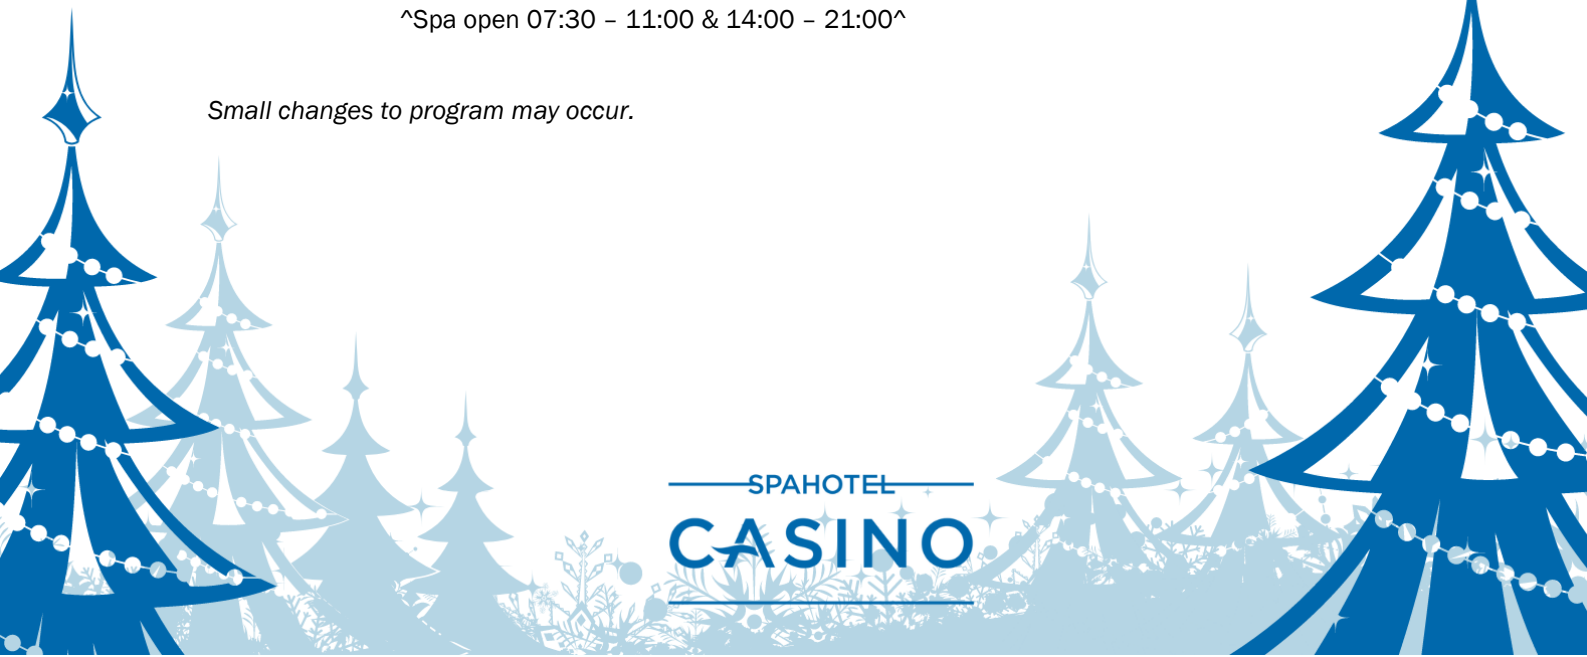 ^Spa open 07:30 – 11:00 & 14:00 – 21:00^
Small changes to program may occur.
SPAHOTEL
CASINO